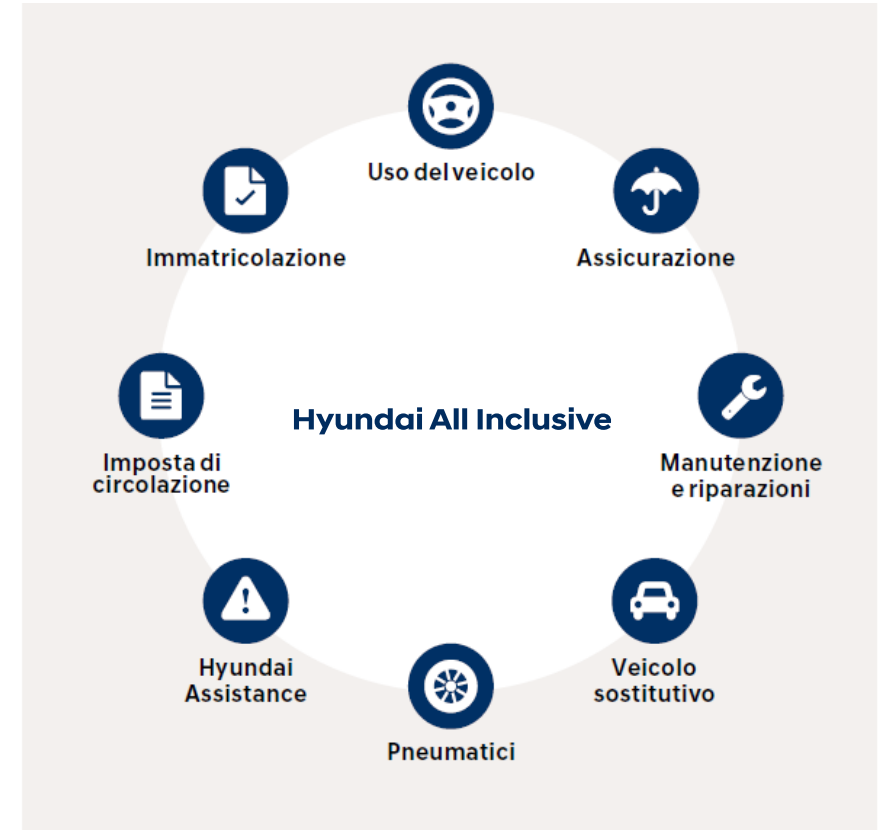 Uso del veicolo
Immatricolazione
Assicurazione
Hyundai All Inclusive
Imposta di
circolazione
Manutenzione
e riparazioni
Hyundai
Assistance
Veicolo
sostitutivo
Pneumatici